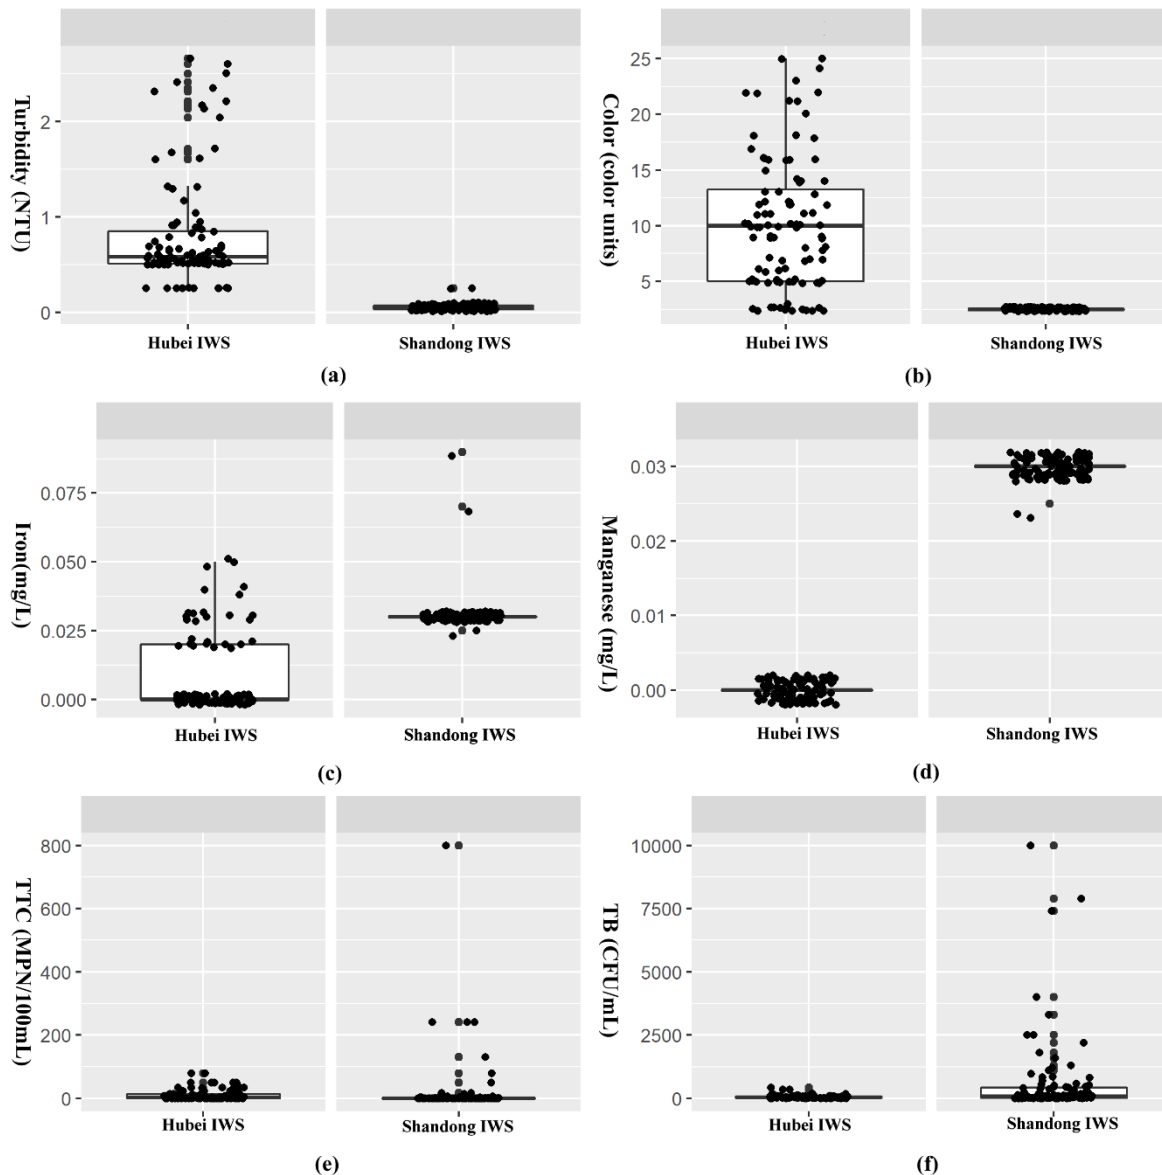 Turbidity (NTU)
2
1
0
Hubei IWS
Shandong IWS
(a)
Color (color units)
25
20
15
10
5
Hubei IWS
Shandong IWS
(b)
Iron(mg/L)
0.075
0.050
0.025
0.000
Hubei IWS
Shandong IWS
(c)
Manganese (mg/L)
0.03
0.02
0.01
0.00
Hubei IWS
Shandong IWS
(d)
TTC (MPN/100mL)
800
600
400
200
0
Hubei IWS
Shandong IWS
(e)
TB (CFU/mL)
10000
7500
5000
2500
0
Hubei IWS
Shandong IWS
(f)